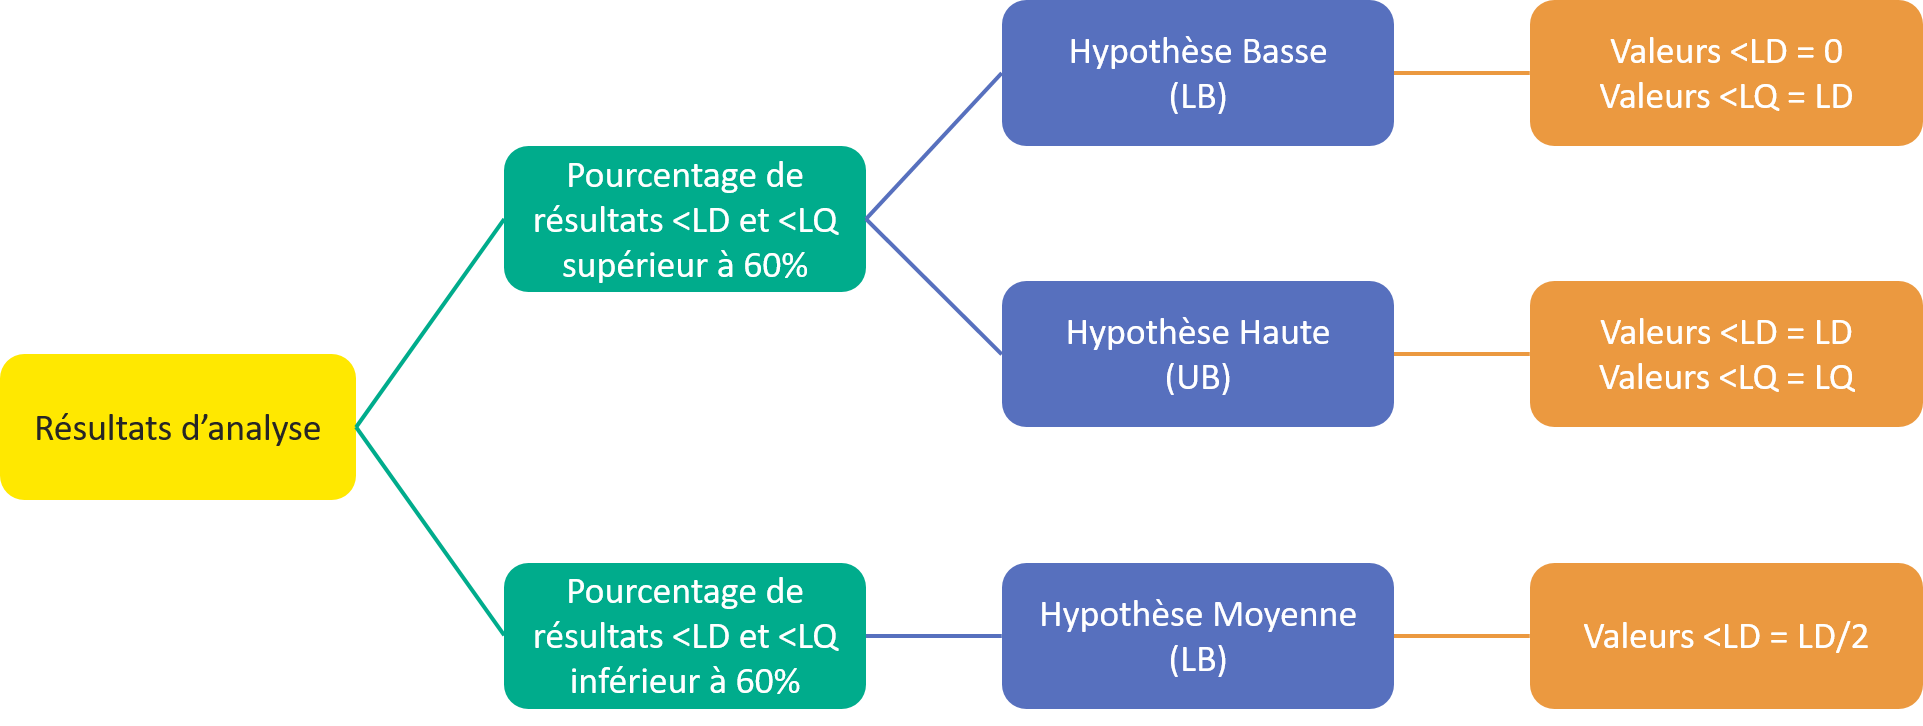 Résultats d’analyse
Pourcentage de
résultats <LD et <LQ
supérieur à 60%
Hypothèse Basse
(LB)
Valeurs <LD = 0
Valeurs <LQ = LD
Hypothèse Haute
(UB)
Valeurs <LD = LD
Valeurs <LQ = LQ
Pourcentage de
résultats <LD et <LQ
inférieur à 60%
Hypothèse Moyenne
(LB)
Valeurs <LD = LD/2